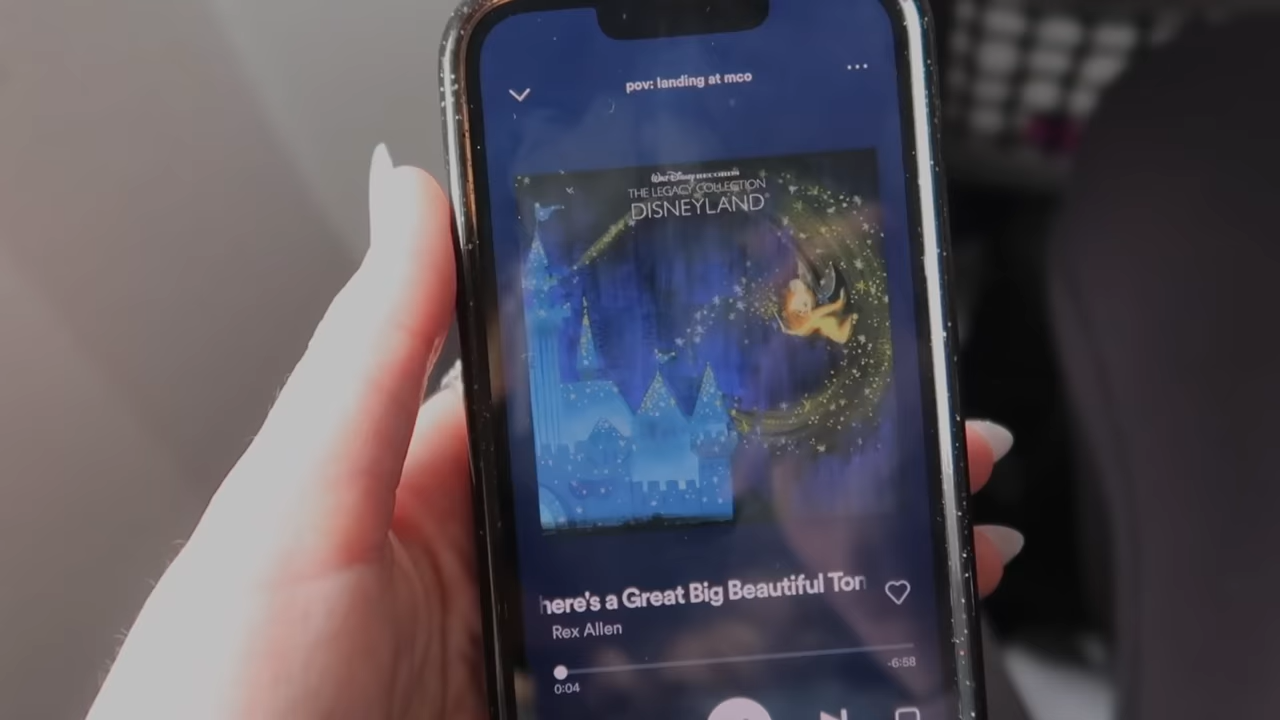 pov: landing at mco
Walt Disney RECORDS
THE LEGACY COLLECTION
DISNEYLAND
here's a Great Big Beautiful Ton
Rex Allen
0:04
-6:58